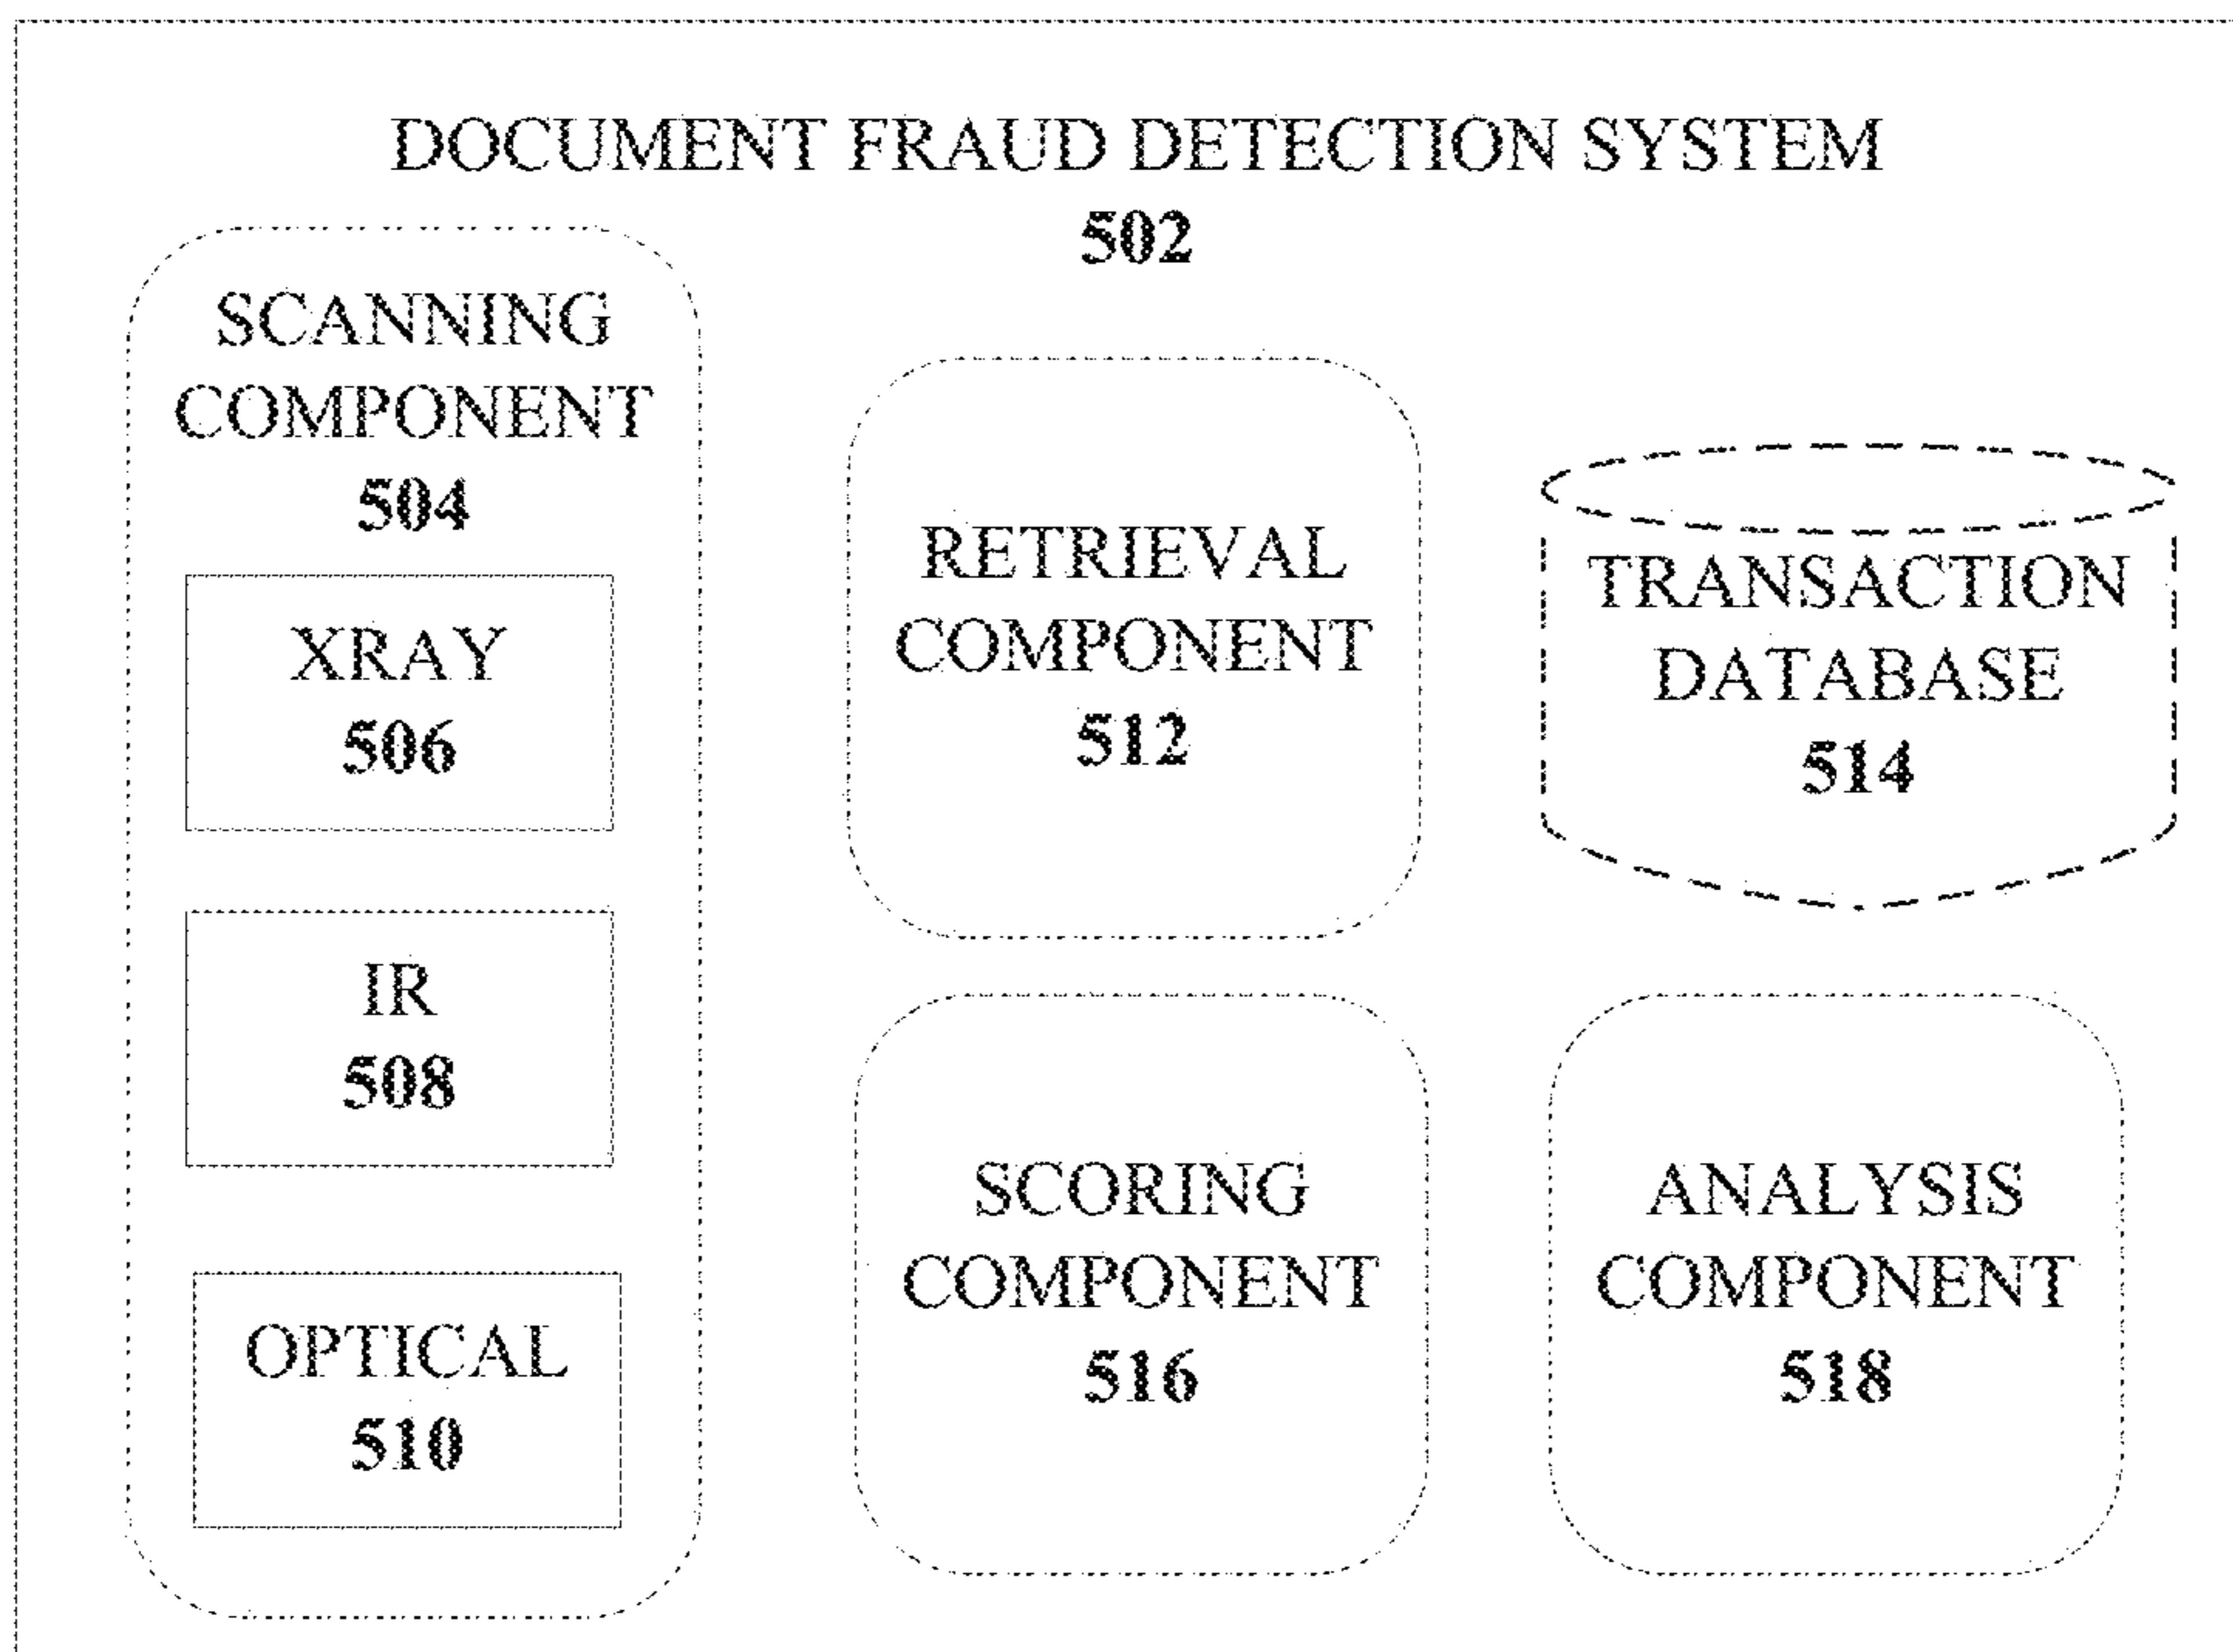 DOCUMENT FRAUD DETECTION SYSTEM
502
SCANNING
COMPONENT
504
XRAY
506
IR
508
OPTICAL
510
RETRIEVAL
COMPONENT
512
TRANSACTION
DATABASE
514
SCORING
COMPONENT
516
ANALYSIS
COMPONENT
518